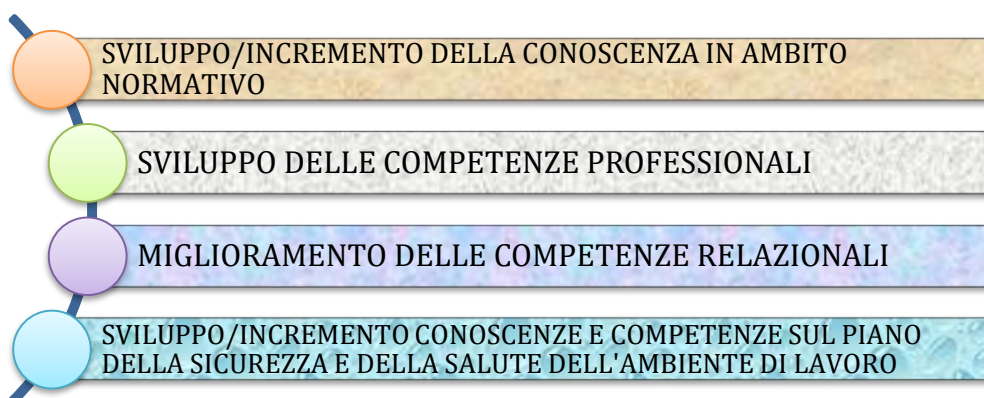 SVILUPPO/INCREMENTO DELLA CONOSCENZA IN AMBITO
NORMATIVO
SVILUPPO DELLE COMPETENZE PROFESSIONALI
MIGLIORAMENTO DELLE COMPETENZE RELAZIONALI
SVILUPPO/INCREMENTO CONOSCENZE E COMPETENZE SUL PIANO
DELLA SICUREZZA E DELLA SALUTE DELL'AMBIENTE DI LAVORO